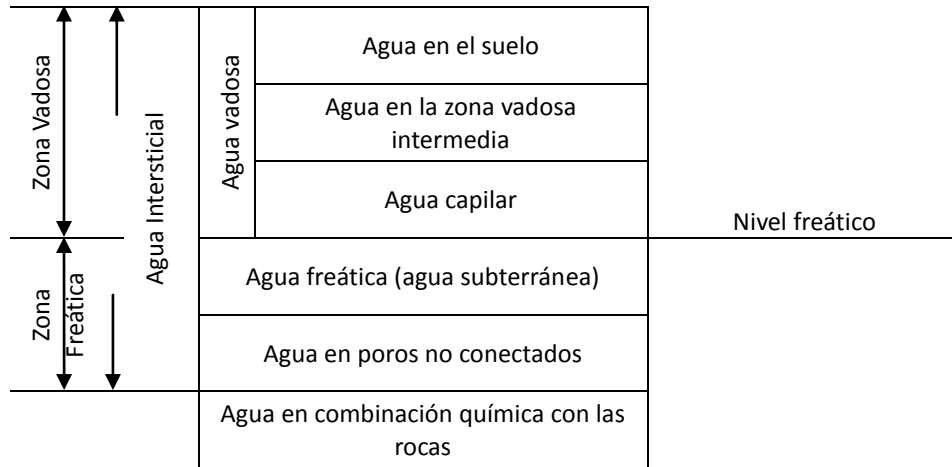 Zona Vadosa
Zona
Freática
Agua Intersticial
Agua vadosa
Agua en el suelo
Agua en la zona vadosa
intermedia
Agua capilar
Nivel freático
Agua freática (agua subterránea)
Agua en poros no conectados
Agua en combinación química con las
rocas